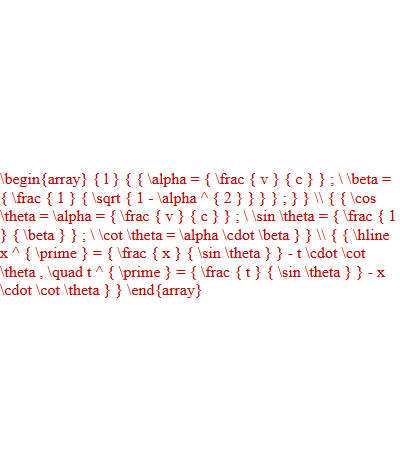 \begin{array} { 1 } { { \alpha = { \frac { v } { c } } ; \ \beta =
{ \frac { 1 } { \sqrt { 1 - \alpha ^ { 2 } } } } ; } } \\ { { \cos
\theta = \alpha = { \frac { v } { c } } ; \ \sin \theta = { \frac { 1
} { \beta } } ; \ \cot \theta = \alpha \cdot \beta } } \\ { { \hline
x ^ { \prime } = { \frac { x } { \sin \theta } } - t \cdot \cot
\theta , \quad t ^ { \prime } = { \frac { t } { \sin \theta } } - x
\cdot \cot \theta } } \end{array}